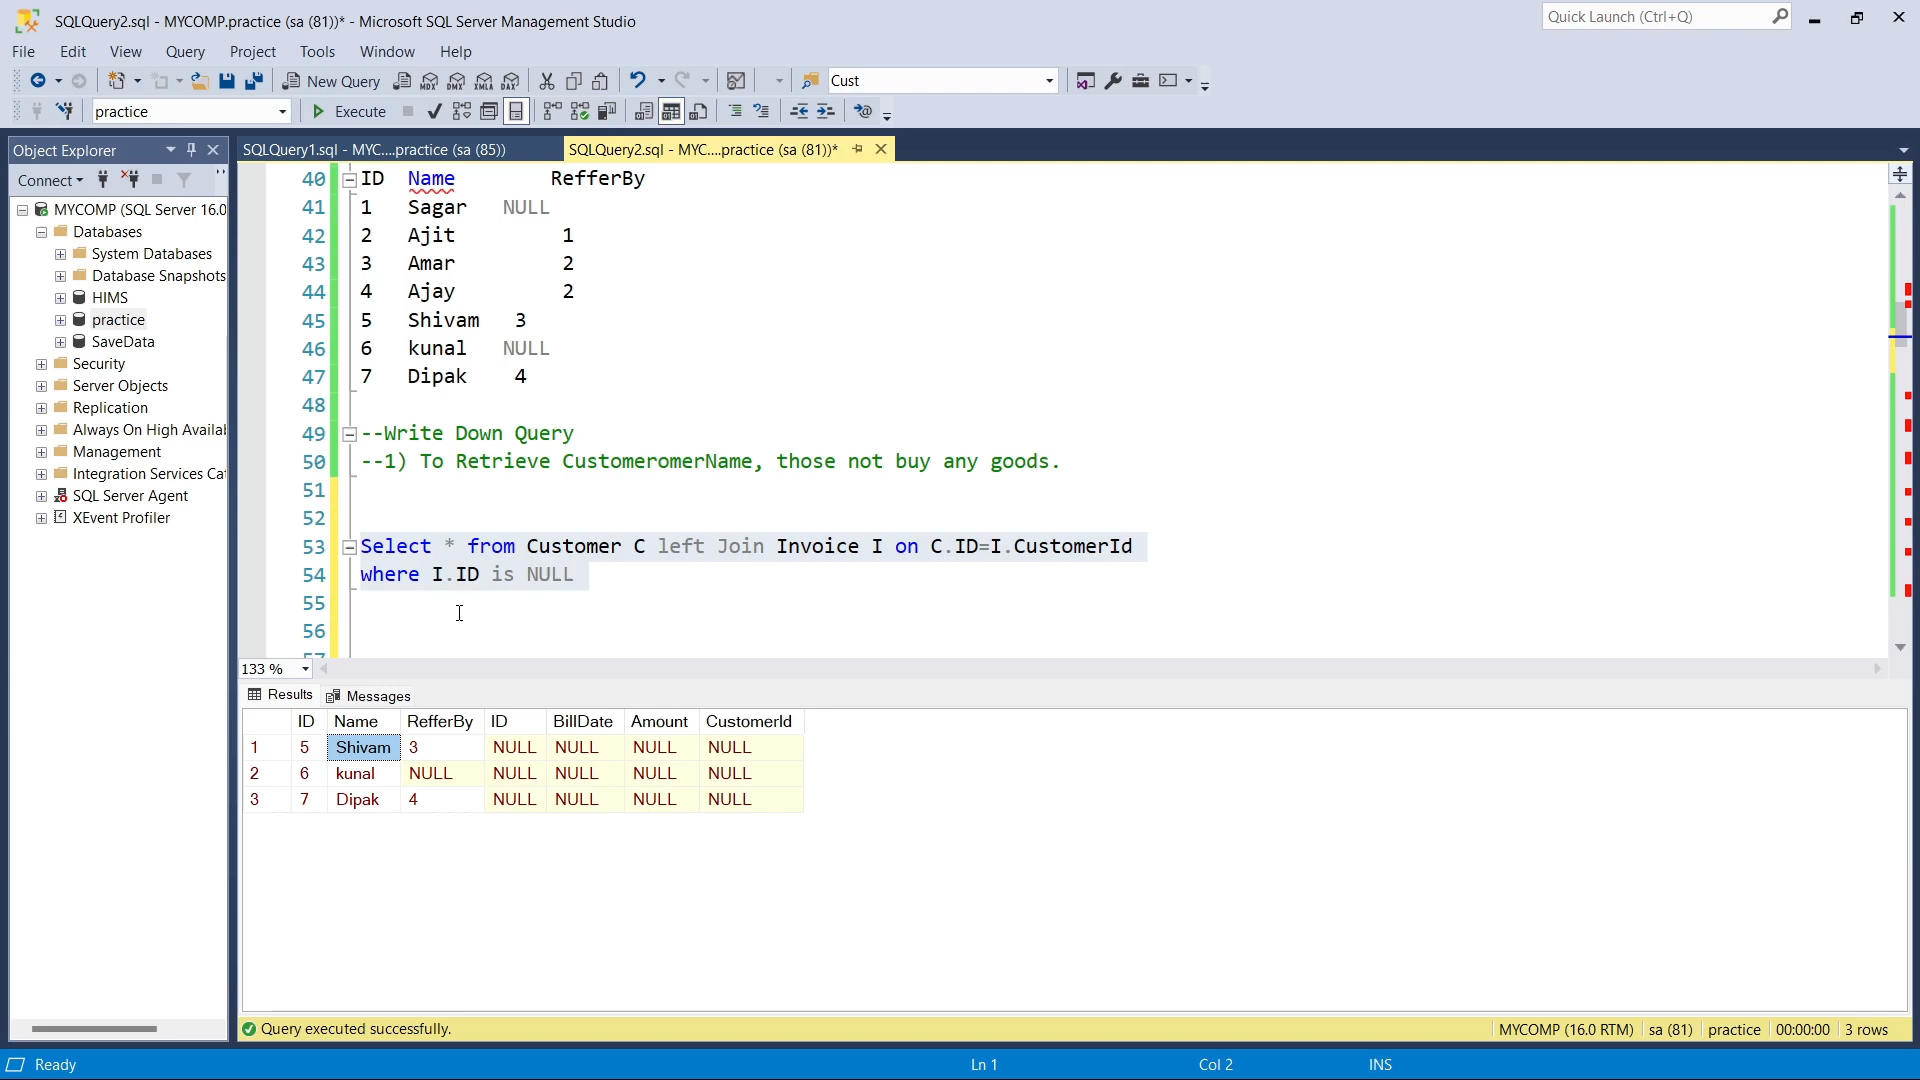 SQLQuery2.sql - MYCOMP.practice (sa (81))* - Microsoft SQL Server Management Studio
Quick Launch (Ctrl+Q)
File Edit View Query Project Tools Window Help
New Query MDX DMX XMLA DAX Cust
practice Execute
Object Explorer
SQLQuery1.sql - MYC....practice (sa (85))
SQLQuery2.sql - MYC....practice (sa (81))*
Connect
MYCOMP (SQL Server 16.0
Databases
System Databases
Database Snapshots
HIMS
practice
SaveData
Security
Server Objects
Replication
Always On High Availal
Management
Integration Services Cat
SQL Server Agent
XEvent Profiler
40 ID Name RefferBy
41 1 Sagar NULL
42 2 Ajit 1
43 3 Amar 2
44 4 Ajay 2
45 5 Shivam 3
46 6 kunal NULL
47 7 Dipak 4
48
49 --Write Down Query
50 --1) To Retrieve CustomeromerName, those not buy any goods.
51
52
53 Select * from Customer C left Join Invoice I on C.ID=I.CustomerId
54 where I.ID is NULL
55
56
57
133 %
Results Messages
ID Name RefferBy ID BillDate Amount CustomerId
1 5 Shivam 3 NULL NULL NULL NULL
2 6 kunal NULL NULL NULL NULL NULL
3 7 Dipak 4 NULL NULL NULL NULL
Query executed successfully.
MYCOMP (16.0 RTM) sa (81) practice 00:00:00 3 rows
Ready Ln 1 Col 2 INS